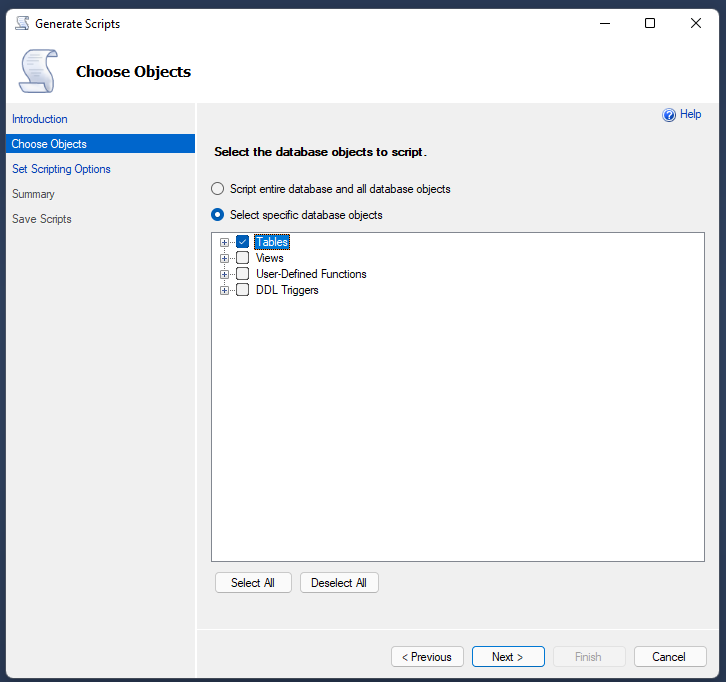 Generate Scripts
Choose Objects
Introduction
Choose Objects
Set Scripting Options
Summary
Save Scripts
Help
Select the database objects to script.
Script entire database and all database objects
Select specific database objects
Tables
Views
User-Defined Functions
DDL Triggers
Select All
Deselect All
< Previous
Next >
Finish
Cancel